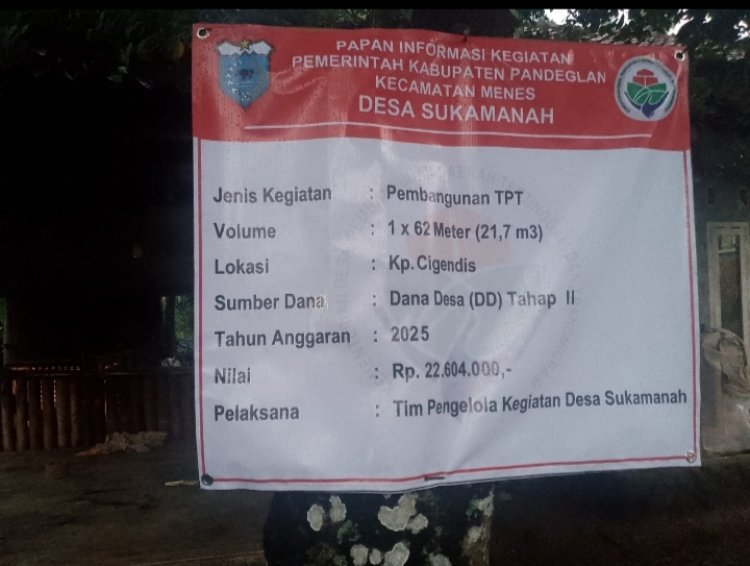 PAPAN INFORMASI KEGIATAN
PEMERINTAH KABUPATEN PANDEGLAN
KECAMATAN MENES
DESA SUKAMANAH
Jenis Kegiatan : Pembangunan TPT
Volume : 1 x 62 Meter (21,7 m3)
Lokasi : Kp.Cigendis
Sumber Dana : Dana Desa (DD) Tahap II
Tahun Anggaran : 2025
Nilai : Rp. 22.604.000,-
Pelaksana : Tim Pengelola Kegiatan Desa Sukamanah